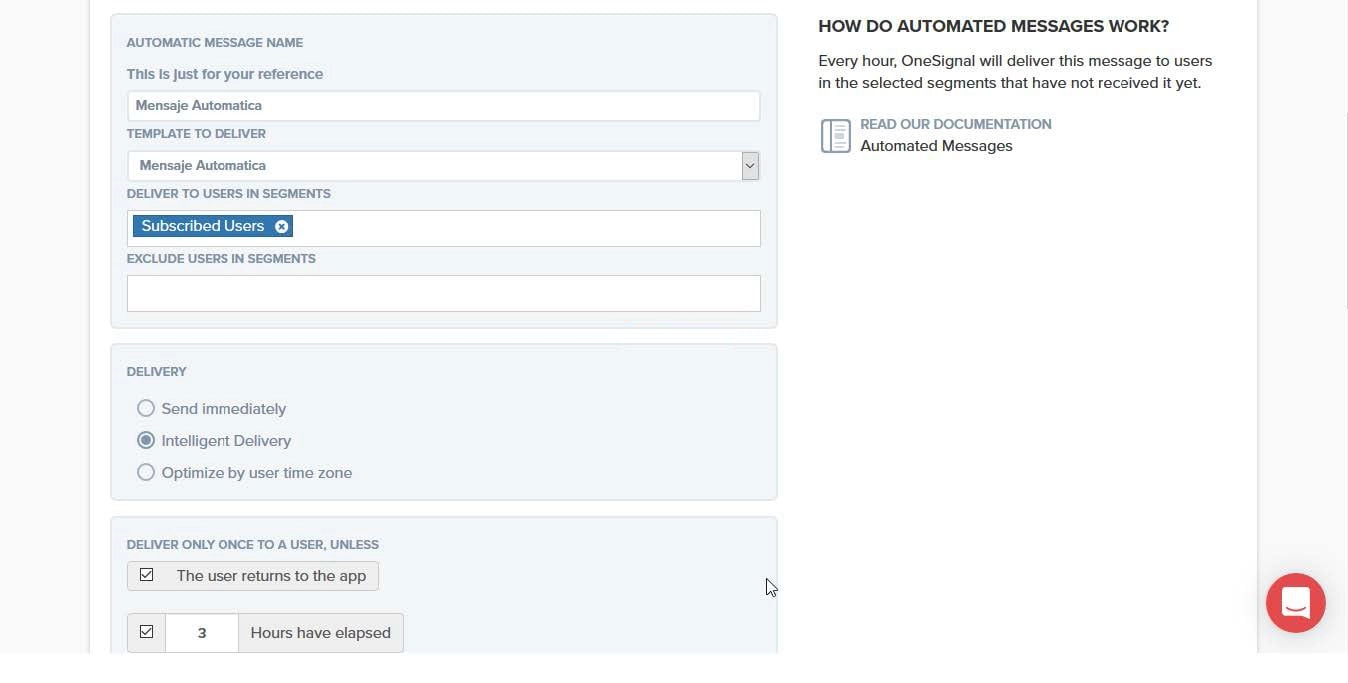 AUTOMATIC MESSAGE NAME
This is just for your reference
Mensaje Automatica
TEMPLATE TO DELIVER
Mensaje Automatica
DELIVER TO USERS IN SEGMENTS
Subscribed Users
EXCLUDE USERS IN SEGMENTS
DELIVERY
Send immediately
Intelligent Delivery
Optimize by user time zone
DELIVER ONLY ONCE TO A USER, UNLESS
The user returns to the app
3 Hours have elapsed
HOW DO AUTOMATED MESSAGES WORK?
Every hour, OneSignal will deliver this message to users
in the selected segments that have not received it yet.
READ OUR DOCUMENTATION
Automated Messages